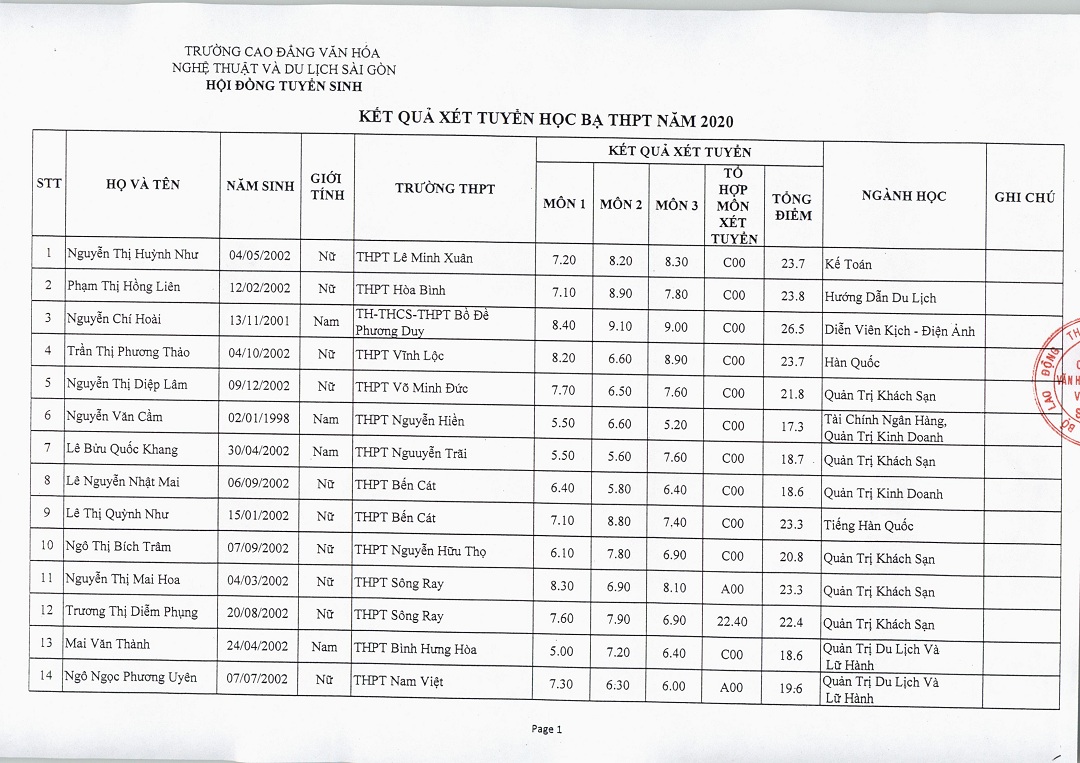 TRƯỜNG CAO ĐẲNG VĂN HÓA
NGHỆ THUẬT VÀ DU LỊCH SÀI GÒN
HỘI ĐỒNG TUYỂN SINH
KẾT QUẢ XÉT TUYỂN HỌC BẠ THPT NĂM 2020
STT HỌ VÀ TÊN NĂM SINH GIỚI TÍNH TRƯỜNG THPT KẾT QUẢ XÉT TUYỂN NGÀNH HỌC GHI CHÚ
MÔN 1 MÔN 2 MÔN 3 TỔ HỢP MÔN XÉT TUYỂN TỔNG ĐIỂM
1 Nguyễn Thị Huỳnh Như 04/05/2002 Nữ THPT Lê Minh Xuân 7.20 8.20 8.30 C00 23.7 Kế Toán
2 Phạm Thị Hồng Liên 12/02/2002 Nữ THPT Hòa Bình 7.10 8.90 7.80 C00 23.8 Hướng Dẫn Du Lịch
3 Nguyễn Chí Hoài 13/11/2001 Nam TH-THCS-THPT Bồ Đề Phương Duy 8.40 9.10 9.00 C00 26.5 Diễn Viên Kịch - Điện Ảnh
4 Trần Thị Phương Thảo 04/10/2002 Nữ THPT Vĩnh Lộc 8.20 6.60 8.90 C00 23.7 Hàn Quốc
5 Nguyễn Thị Diệp Lâm 09/12/2002 Nữ THPT Võ Minh Đức 7.70 6.50 7.60 C00 21.8 Quản Trị Khách Sạn
6 Nguyễn Văn Cầm 02/01/1998 Nam THPT Nguyễn Hiền 5.50 6.60 5.20 C00 17.3 Tài Chính Ngân Hàng, Quản Trị Kinh Doanh
7 Lê Bửu Quốc Khang 30/04/2002 Nam THPT Nguuyễn Trãi 5.50 5.60 7.60 C00 18.7 Quản Trị Khách Sạn
8 Lê Nguyễn Nhật Mai 06/09/2002 Nữ THPT Bến Cát 6.40 5.80 6.40 C00 18.6 Quản Trị Kinh Doanh
9 Lê Thị Quỳnh Như 15/01/2002 Nữ THPT Bến Cát 7.10 8.80 7.40 C00 23.3 Tiếng Hàn Quốc
10 Ngô Thị Bích Trâm 07/09/2002 Nữ THPT Nguyễn Hữu Thọ 6.10 7.80 6.90 C00 20.8 Quản Trị Khách Sạn
11 Nguyễn Thị Mai Hoa 04/03/2002 Nữ THPT Sông Ray 8.30 6.90 8.10 A00 23.3 Quản Trị Khách Sạn
12 Trương Thị Diễm Phụng 20/08/2002 Nữ THPT Sông Ray 7.60 7.90 6.90 22.40 22.4 Quản Trị Khách Sạn
13 Mai Văn Thành 24/04/2002 Nam THPT Bình Hưng Hòa 5.00 7.20 6.40 C00 18.6 Quản Trị Du Lịch Và Lữ Hành
14 Ngô Ngọc Phương Uyên 07/07/2002 Nữ THPT Nam Việt 7.30 6.30 6.00 A00 19.6 Quản Trị Du Lịch Và Lữ Hành
BỘ LAO ĐỘNG
Page 1